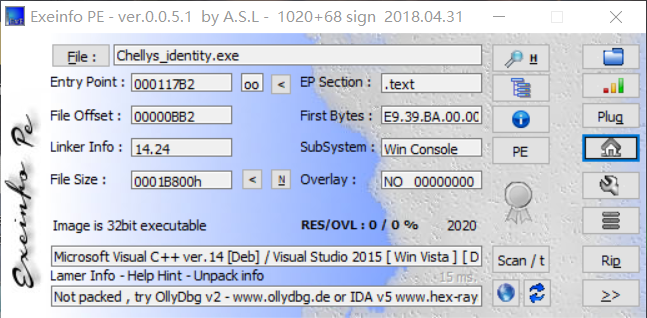 Exeinfo PE - ver.0.0.5.1 by A.S.L - 1020+68 sign 2018.04.31
File : Chellys_identity.exe H
Entry Point : 000117B2 oo < EP Section : .text
File Offset : 00000BB2 First Bytes : E9.39.BA.00.0C Plug
Linker Info : 14.24 SubSystem : Win Console PE
File Size : 0001B800h < N Overlay : NO 00000000
Exeinfo Pe
Image is 32bit executable RES/OVL : 0 / 0 % 2020
Microsoft Visual C++ ver.14 [Deb] / Visual Studio 2015 [ Win Vista ] [ D Scan / t Rip
Lamer Info - Help Hint - Unpack info 15 ms.
Not packed , try OllyDbg v2 - www.ollydbg.de or IDA v5 www.hex-ray >>